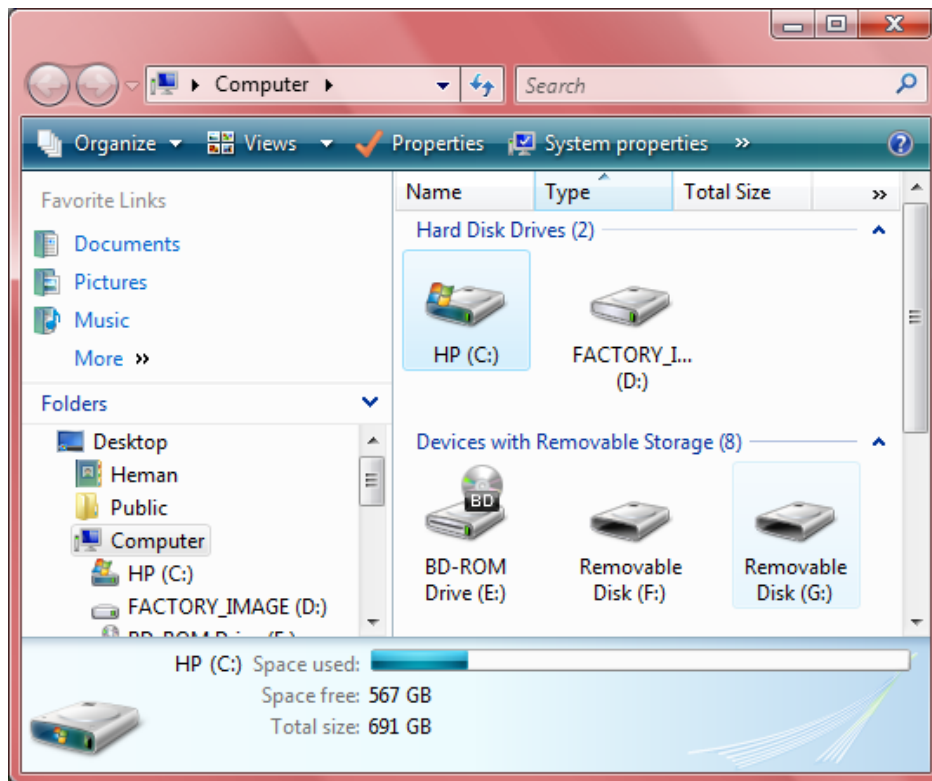 Computer
Search
Organize Views Properties System properties »
Favorite Links
Documents
Pictures
Music
More »
Folders
Desktop
Heman
Public
Computer
HP (C:)
FACTORY_IMAGE (D:)
Name Type Total Size »
Hard Disk Drives (2)
HP (C:)
FACTORY_I...
(D:)
Devices with Removable Storage (8)
BD
BD-ROM
Drive (E:)
Removable
Disk (F:)
Removable
Disk (G:)
HP (C:) Space used:
Space free: 567 GB
Total size: 691 GB